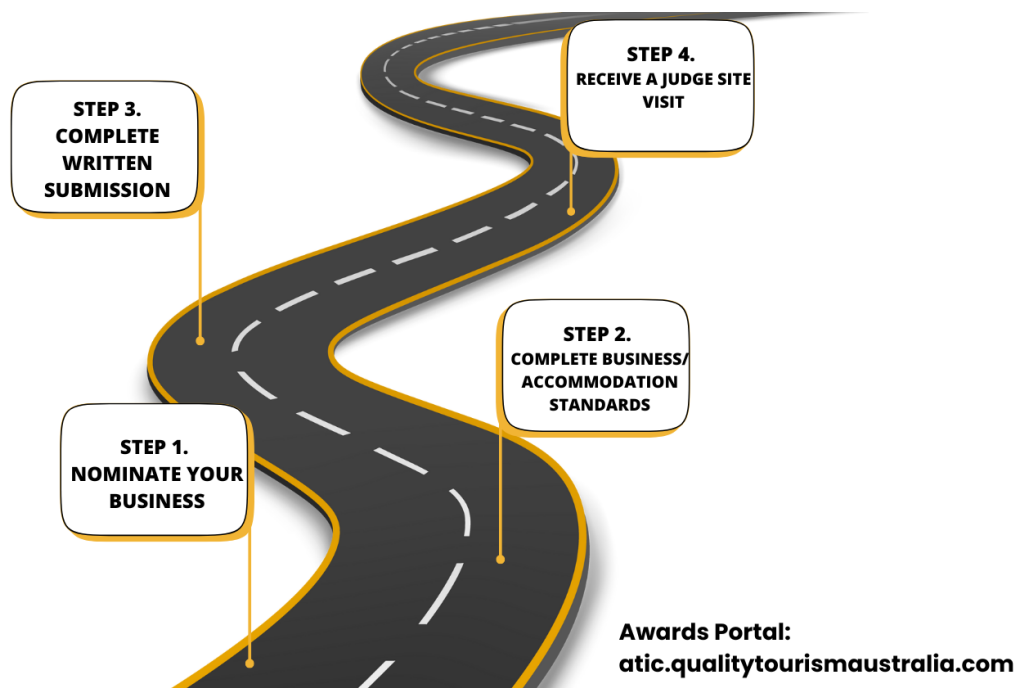 STEP 4.
RECEIVE A JUDGE SITE
VISIT
STEP 3.
COMPLETE
WRITTEN
SUBMISSION
STEP 2.
COMPLETE BUSINESS/
ACCOMMODATION
STANDARDS
STEP 1.
NOMINATE YOUR
BUSINESS
Awards Portal:
atic.qualitytourismaustralia.com